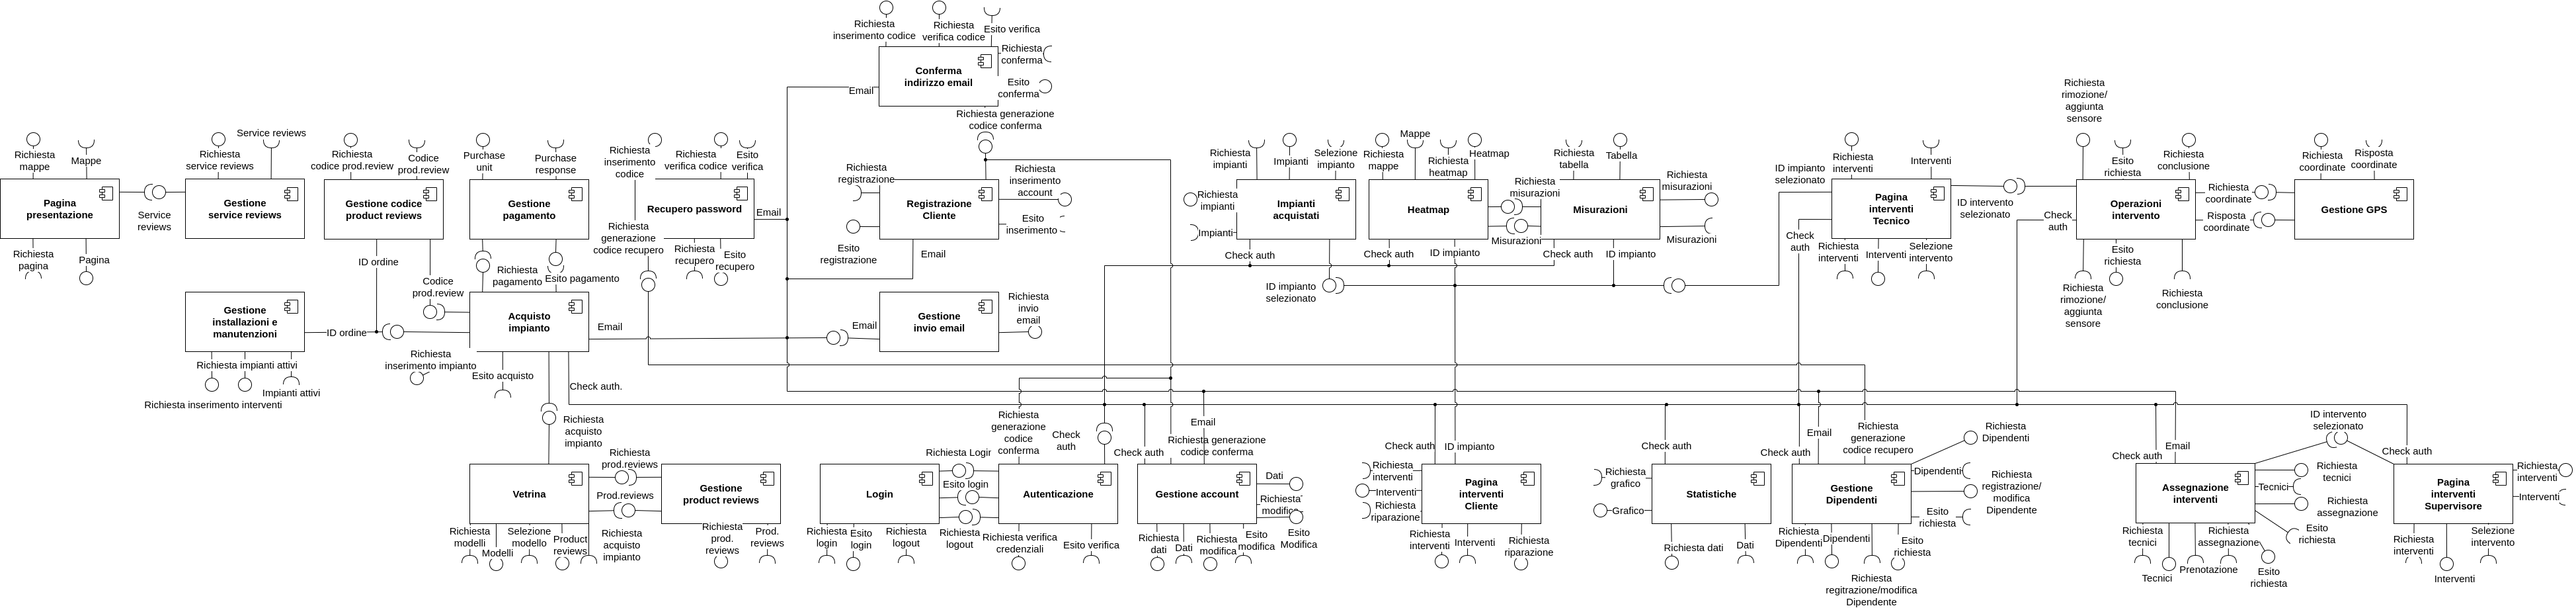 Richiesta
inserimento codice
Richiesta
verifica codice
Esito verifica
Richiesta
conferma
Conferma
indirizzo email
Esito
conferma
Email
Richiesta generazione
codice conferma
Richiesta
mappe
Mappe
Pagina
presentazione
Richiesta
pagina
Pagina
Service
reviews
Richiesta
service reviews
Service reviews
Gestione
service reviews
Richiesta
codice prod.review
Codice
prod.review
Gestione codice
product reviews
ID ordine
Codice
prod.review
Purchase
unit
Purchase
response
Gestione
pagamento
Richiesta
pagamento
Esito pagamento
Richiesta
inserimento
codice
Richiesta
verifica codice
Esito
verifica
Recupero password
Email
Richiesta
generazione
codice recupero
Richiesta
recupero
Esito
recupero
Richiesta
registrazione
Registrazione
Cliente
Richiesta
inserimento
account
Esito
inserimento
Esito
registrazione
Email
Richiesta
impianti
Impianti
Selezione
impianto
Richiesta
impianti
Impianti
Impianti
acquistati
Check auth
ID impianto
selezionato
Richiesta
mappe
Mappe
Richiesta
heatmap
Heatmap
Heatmap
Check auth
ID impianto
Richiesta
misurazioni
Misurazioni
Richiesta
tabella
Tabella
Misurazioni
Richiesta
misurazioni
Misurazioni
Check auth
ID impianto
ID impianto
selezionato
Richiesta
interventi
Interventi
Pagina
interventi
Tecnico
Check
auth
Richiesta
interventi
Interventi
Selezione
intervento
ID intervento
selezionato
Richiesta
rimozione/
aggiunta
sensore
Esito
richiesta
Richiesta
conclusione
Check
auth
Operazioni
intervento
Richiesta
rimozione/
aggiunta
sensore
Esito
richiesta
Richiesta
conclusione
Richiesta
coordinate
Risposta
coordinate
Richiesta
coordinate
Risposta
coordinate
Gestione GPS
Gestione
installazioni e
manutenzioni
ID ordine
Richiesta impianti attivi
Impianti attivi
Richiesta inserimento interventi
Acquisto
impianto
Email
Richiesta
inserimento impianto
Esito acquisto
Check auth.
Richiesta
acquisto
impianto
Email
Gestione
invio email
Richiesta
invio
email
Vetrina
Richiesta
prod.reviews
Prod.reviews
Richiesta
modelli
Modelli
Selezione
modello
Product
reviews
Richiesta
acquisto
impianto
Gestione
product reviews
Richiesta
prod.
reviews
Prod.
reviews
Login
Richiesta Login
Esito login
Richiesta
logout
Richiesta
login
Esito
login
Richiesta
logout
Richiesta
generazione
codice
conferma
Check
auth
Autenticazione
Richiesta verifica
credenziali
Esito verifica
Check auth
Email
Richiesta generazione
codice conferma
Gestione account
Dati
Richiesta
modifica
Richiesta
dati
Dati
Richiesta
modifica
Esito
modifica
Esito
Modifica
Check auth
ID impianto
Richiesta
interventi
Interventi
Richiesta
riparazione
Pagina
interventi
Cliente
Richiesta
interventi
Interventi
Richiesta
riparazione
Check auth
Richiesta
grafico
Grafico
Statistiche
Richiesta dati
Dati
Check auth
Email
Richiesta
generazione
codice recupero
Gestione
Dipendenti
Richiesta
Dipendenti
Dipendenti
Richiesta
registrazione/
modifica
Dipendente
Esito
richiesta
Richiesta
Dipendenti
Dipendenti
Richiesta
regitrazione/modifica
Dipendente
Esito
richiesta
Check auth
Email
Assegnazione
interventi
ID intervento
selezionato
Richiesta
tecnici
Tecnici
Richiesta
assegnazione
Esito
richiesta
Richiesta
tecnici
Tecnici
Prenotazione
Richiesta
assegnazione
Esito
richiesta
Check auth
Pagina
interventi
Supervisore
Richiesta
interventi
Interventi
Richiesta
interventi
Interventi
Selezione
intervento